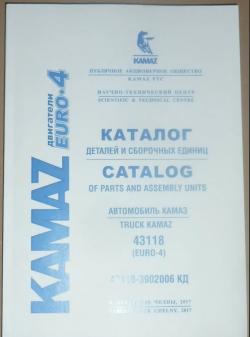 KAMAZ
ПУБЛИЧНОЕ АКЦИОНЕРНОЕ ОБЩЕСТВО
KAMAZ PTC
НАУЧНО-ТЕХНИЧЕСКИЙ ЦЕНТР
SCIENTIFIC & TECHNICAL CENTRE
KAMAZ
двигатели
EURO-4
КАТАЛОГ
ДЕТАЛЕЙ И СБОРОЧНЫХ ЕДИНИЦ
CATALOG
OF PARTS AND ASSEMBLY UNITS
АВТОМОБИЛЬ КАМАЗ
TRUCK KAMAZ
43118
(EURO-4)
43118-3902006 КД
ЧЕЛНЫ, 2017
CHELNY, 2017